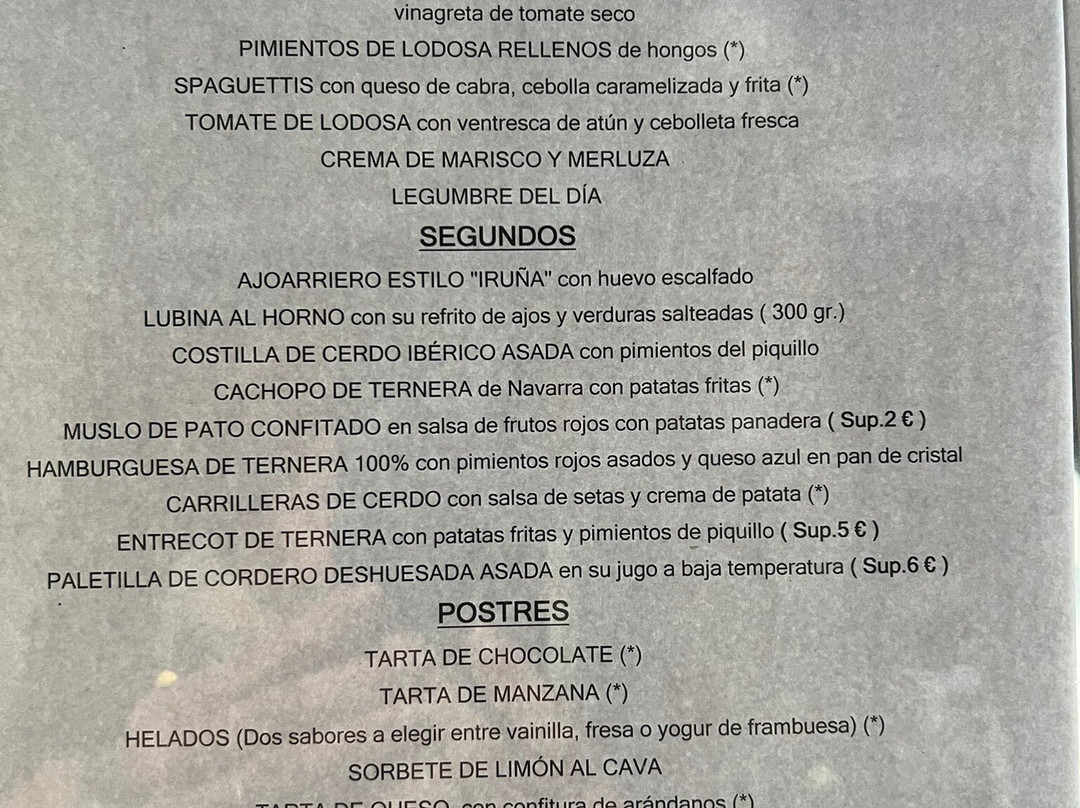 vinagreta de tomate seco
PIMIENTOS DE LODOSA RELLENOS de hongos (*)
SPAGUETTIS con queso de cabra, cebolla caramelizada y frita (*)
TOMATE DE LODOSA con ventresca de atún y cebolleta fresca
CREMA DE MARISCO Y MERLUZA
LEGUMBRE DEL DÍA
SEGUNDOS
AJOARRIERO ESTILO "IRUÑA" con huevo escalfado
LUBINA AL HORNO con su refrito de ajos y verduras salteadas ( 300 gr.)
COSTILLA DE CERDO IBÉRICO ASADA con pimientos del piquillo
CACHOPO DE TERNERA de Navarra con patatas fritas (*)
MUSLO DE PATO CONFITADO en salsa de frutos rojos con patatas panadera ( Sup.2 € )
HAMBURGUESA DE TERNERA 100% con pimientos rojos asados y queso azul en pan de cristal
CARRILLERAS DE CERDO con salsa de setas y crema de patata (*)
ENTRECOT DE TERNERA con patatas fritas y pimientos de piquillo ( Sup.5 € )
PALETILLA DE CORDERO DESHUESADA ASADA en su jugo a baja temperatura ( Sup.6 € )
POSTRES
TARTA DE CHOCOLATE (*)
TARTA DE MANZANA (*)
HELADOS (Dos sabores a elegir entre vainilla, fresa o yogur de frambuesa) (*)
SORBETE DE LIMÓN AL CAVA
TARTA DE QUESO con confitura de arándanos (*)